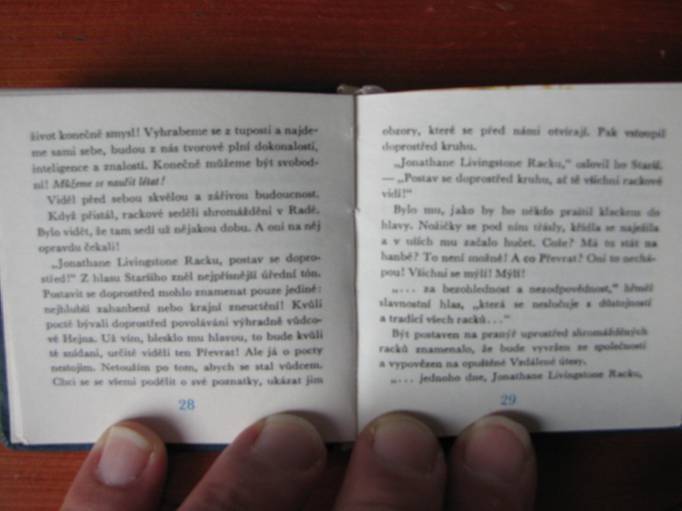 život konečně smysl! Vyhrabeme se z tuposti a najde-
me sami sebe, budou z nás tvorové plní dokonalosti,
inteligence a znalostí. Konečně můžeme být svobod-
ní! Můžeme se naučit létat!
Viděl před sebou skvělou a zářivou budoucnost.
Když přistál, rackové seděli shromážděni v Radě.
Bylo vidět, že tam sedí už nějakou dobu. A oni na něj
opravdu čekali!
„Jonathane Livingstone Racku, postav se dopro-
střed!" Z hlasu Staršího zněl nejpřísnější úřední tón.
Postavit se doprostřed mohlo znamenat pouze jediné:
nejhlubší zahanbení nebo krajní zneuctění! Kvůli
poctě bývali doprostřed povoláváni výhradně vůdco-
vé Hejna. Už vím, blesklo mu hlavou, to bude kvůli
té snídani, určitě viděli ten Převrat! Ale já o pocty
nestojím. Netoužím po tom, abych se stal vůdcem.
Chci se se všemi podělit o své poznatky, ukázat jim
28
obzory, které se před námi otvírají. Pak vstoupil
doprostřed kruhu.
„Jonathane Livingstone Racku," oslovil ho Starší.
— „Postav se doprostřed kruhu, ať tě všichni rackové
vidí!"
Bylo mu, jako by ho někdo praštil klackem do
hlavy. Nožičky se pod ním třásly, křídla se naježila
a v uších mu začalo hučet. Cože? Má to stát na
hanbě? To není možné! A co Převrat? Oni to nechá-
pou! Všichni se mýlí! Mýlí!
„... za bezohlednost a nezodpovědnost," hřměl
slavnostní hlas, „která se neslučuje s důstojností
a tradicí všech racků..."
Být postaven na pranýř uprostřed shromážděných
racků znamenalo, že bude vyvržen ze společnosti
a vypovězen na opuštěné Vzdálené útesy.
„... jednoho dne, Jonathane Livingstone Racku,
29